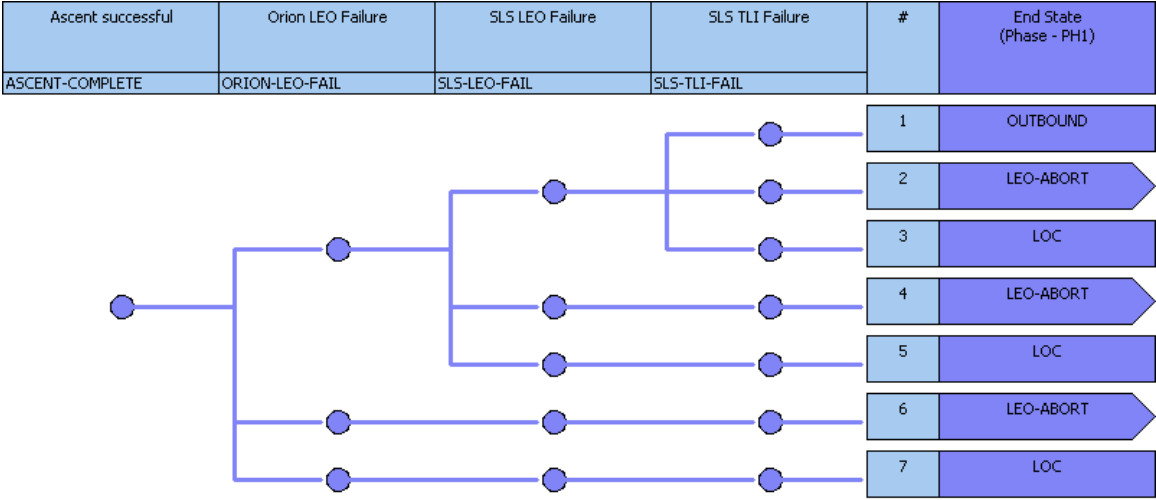 Ascent successful
Orion LEO Failure
SLS LEO Failure
SLS TLI Failure
#
End State
(Phase - PH1)
ASCENT-COMPLETE
ORION-LEO-FAIL
SLS-LEO-FAIL
SLS-TLI-FAIL
1
OUTBOUND
2
LEO-ABORT
3
LOC
4
LEO-ABORT
5
LOC
6
LEO-ABORT
7
LOC